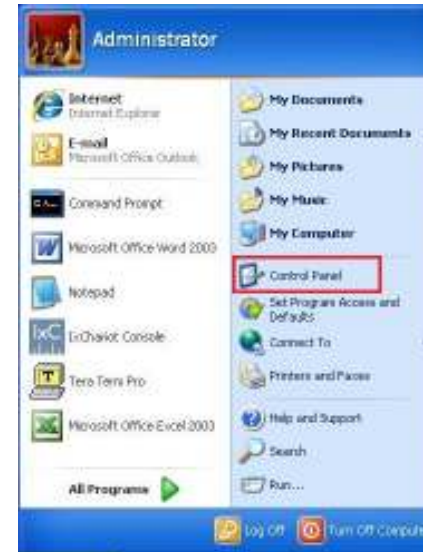 Administrator
Internet
Internet Explorer
E-mail
Microsoft Office Outlook
Command Prompt
Microsoft Office Word 2003
Notepad
IxChariot Console
Tera Term Pro
Microsoft Office Excel 2003
All Programs
My Documents
My Recent Documents
My Pictures
My Music
My Computer
Control Panel
Set Program Access and
Defaults
Connect To
Printers and Faxes
Help and Support
Search
Run...
Log Off
Turn Off Compute